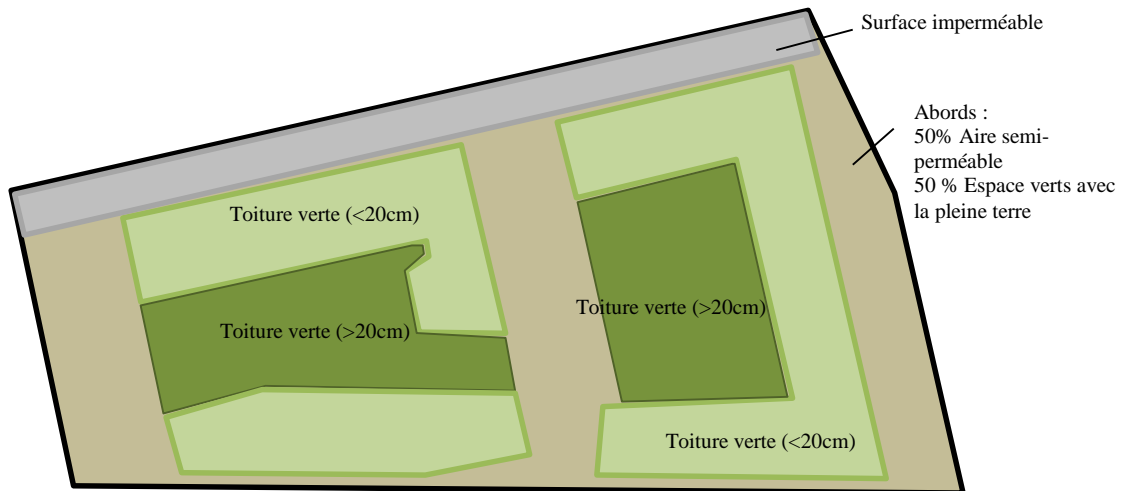 Surface imperméable
Abords :
50% Aire semi-
perméable
50 % Espace verts avec
la pleine terre
Toiture verte (<20cm)
Toiture verte (>20cm)
Toiture verte (>20cm)
Toiture verte (<20cm)